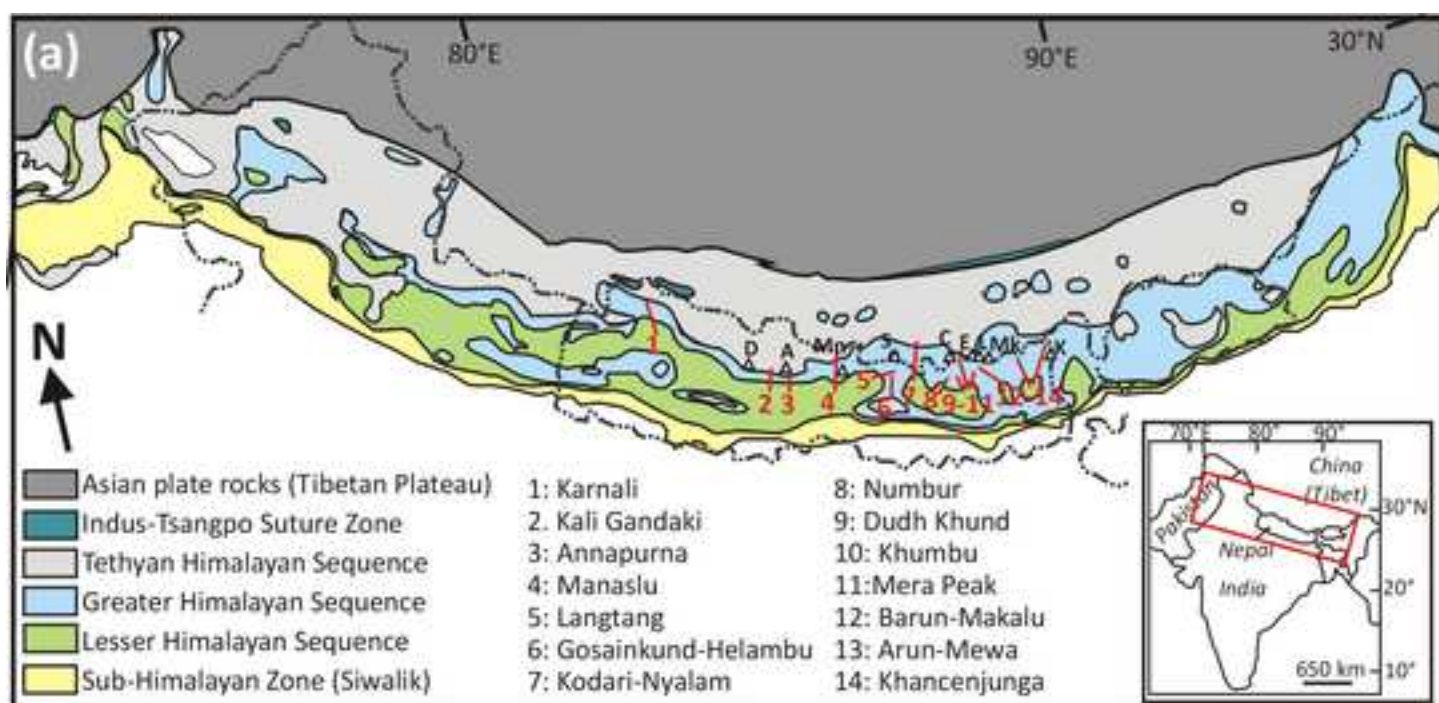 (a)
80°E
90°E
30°N
N
D
A
Mn
S
C
E
L
Mk
K
1
2
3
4
5
6
7
8
9-11
12
14
Asian plate rocks (Tibetan Plateau)
Indus-Tsangpo Suture Zone
Tethyan Himalayan Sequence
Greater Himalayan Sequence
Lesser Himalayan Sequence
Sub-Himalayan Zone (Siwalik)
1: Karnali
2: Kali Gandaki
3: Annapurna
4: Manaslu
5: Langtang
6: Gosainkund-Helambu
7: Kodari-Nyalam
8: Numbur
9: Dudh Khund
10: Khumbu
11:Mera Peak
12: Barun-Makalu
13: Arun-Mewa
14: Khancenjunga
70°E
80°
90°
China
(Tibet)
30°N
Pakistan
Nepal
India
20°
650 km
10°